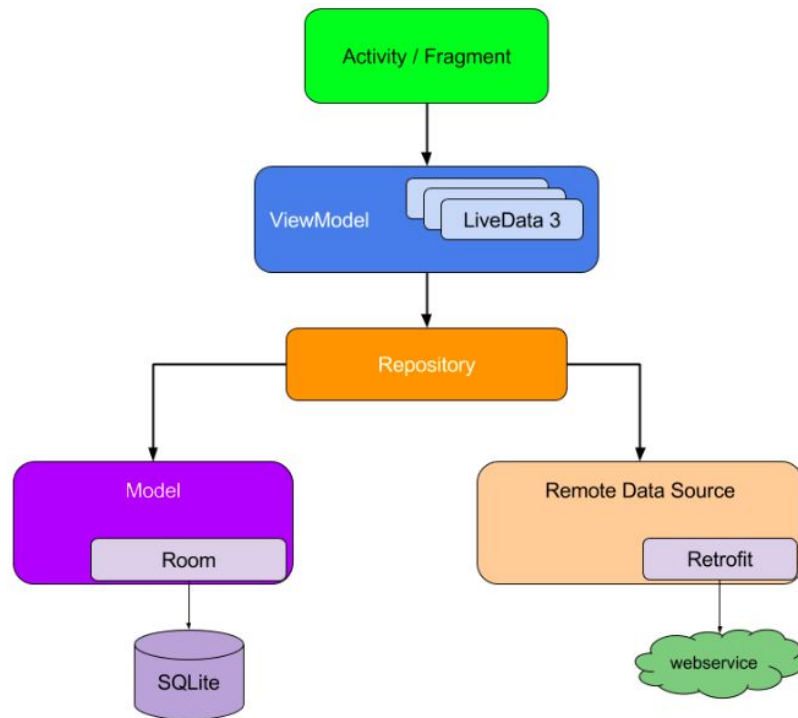 Activity / Fragment
ViewModel
LiveData 3
Repository
Model
Room
SQLite
Remote Data Source
Retrofit
webservice